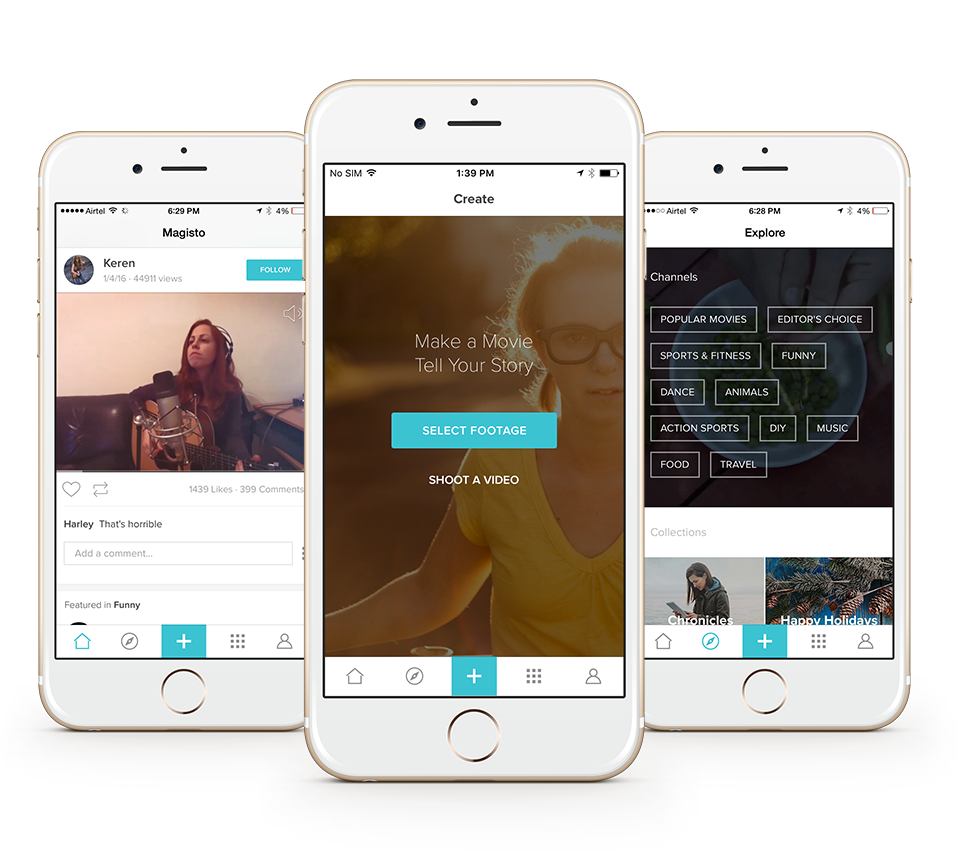 Airtel 6:29 PM 4%
Magisto
Keren
1/4/16 · 44911 views
FOLLOW
1439 Likes · 399 Comments
Harley That's horrible
Add a comment...
Featured in Funny
No SIM 1:39 PM
Create
Make a Movie
Tell Your Story
SELECT FOOTAGE
SHOOT A VIDEO
Airtel 6:28 PM 4%
Explore
Channels
POPULAR MOVIES EDITOR'S CHOICE
SPORTS & FITNESS FUNNY
DANCE ANIMALS
ACTION SPORTS DIY MUSIC
FOOD TRAVEL
Collections
Chronicles Happy Holidays